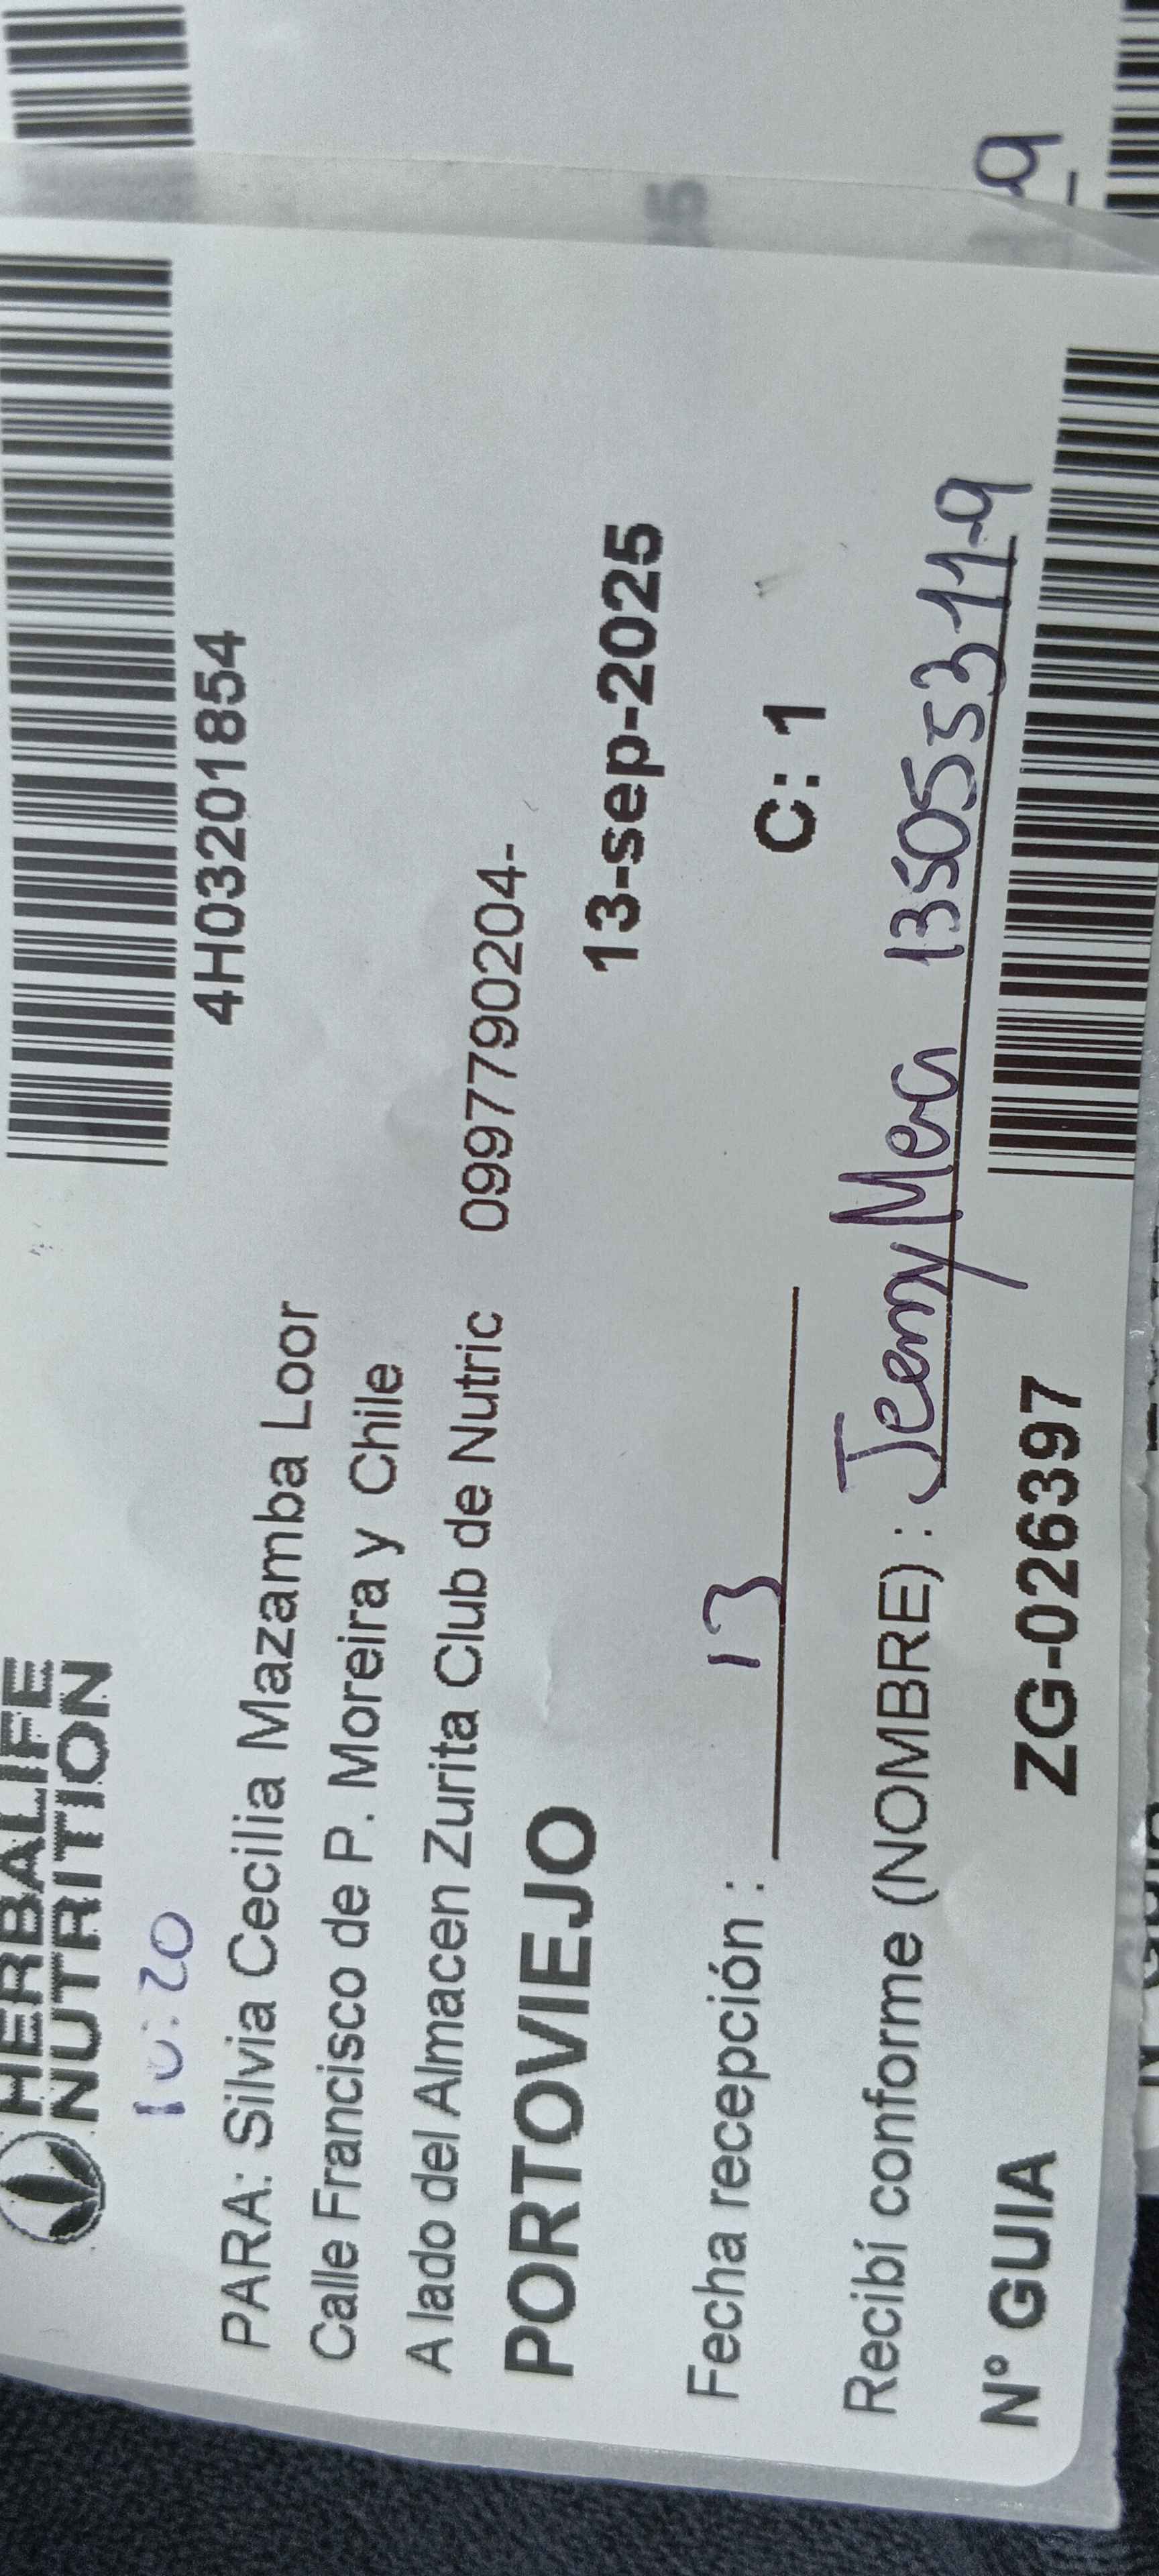 HERBALIFE
NUTRITION
10:20
4H03201854
PARA: Silvia Cecilia Mazamba Loor
Calle Francisco de P. Moreira y Chile
A lado del Almacen Zurita Club de Nutric 0997790204-
PORTOVIEJO 13-sep-2025
Fecha recepción : 13 C: 1
Recibí conforme (NOMBRE) : Jeemy Mera 130553119
N° GUIA ZG-026397